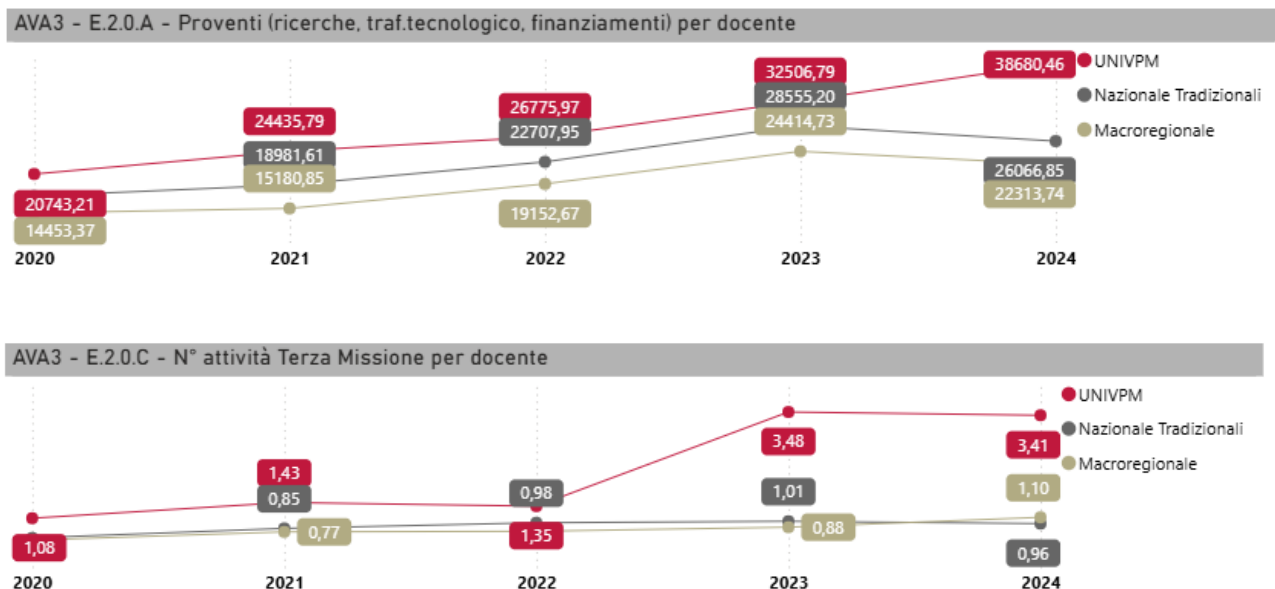 AVA3 - E.2.0.A - Proventi (ricerche, traf.tecnologico, finanziamenti) per docente
38680,46
UNIVPM
32506,79
28555,20
Nazionale Tradizionali
26775,97
24435,79
22707,95
24414,73
Macroregionale
18981,61
15180,85
26066,85
20743,21
22313,74
19152,67
14453,37
2020 2021 2022 2023 2024
AVA3 - E.2.0.C - N° attività Terza Missione per docente
UNIVPM
Nazionale Tradizionali
3,48
3,41
Macroregionale
1,43
0,85
0,98
1,01
1,10
0,77
0,88
1,08
1,35
0,96
2020 2021 2022 2023 2024